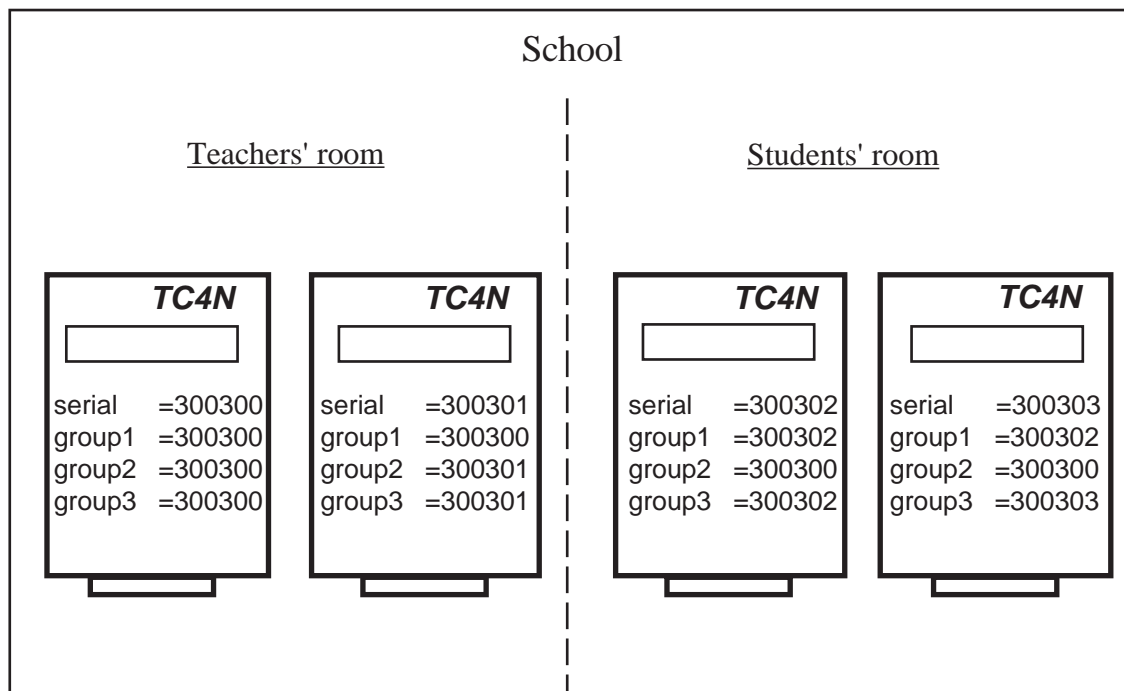 School
Teachers' room
Students' room
TC4N
serial =300300
group1 =300300
group2 =300300
group3 =300300
TC4N
serial =300301
group1 =300300
group2 =300301
group3 =300301
TC4N
serial =300302
group1 =300302
group2 =300300
group3 =300302
TC4N
serial =300303
group1 =300302
group2 =300300
group3 =300303